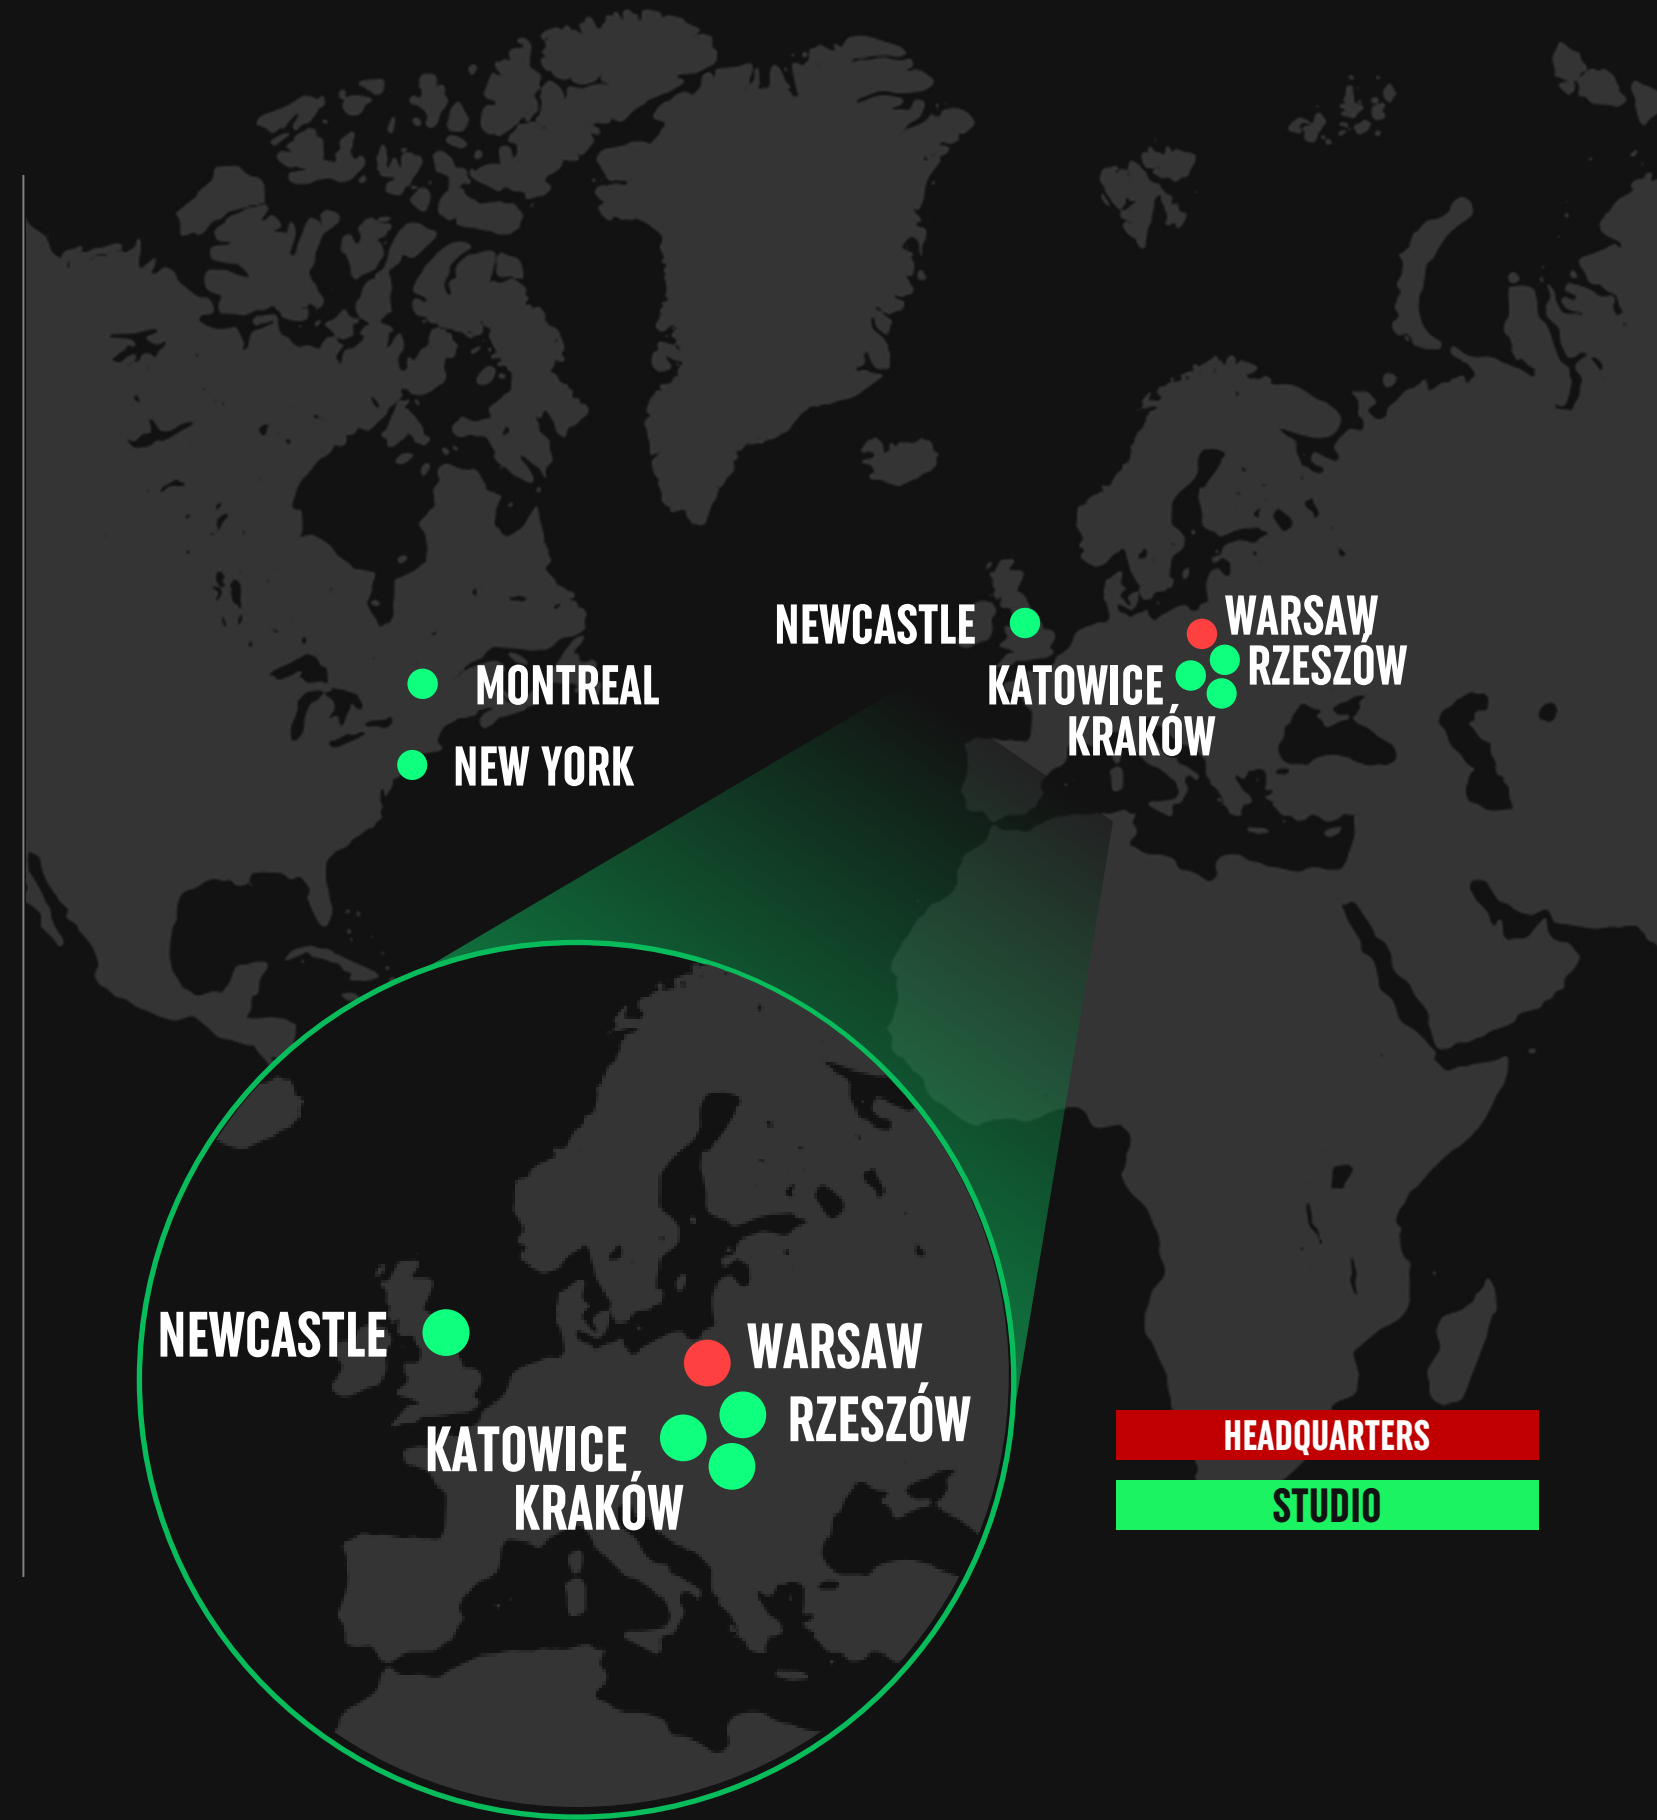 NEWCASTLE
WARSAW
RZESZÓW
MONTREAL
KATOWICE
KRAKÓW
NEW YORK
NEWCASTLE
WARSAW
RZESZÓW
KATOWICE
KRAKÓW
HEADQUARTERS
STUDIO